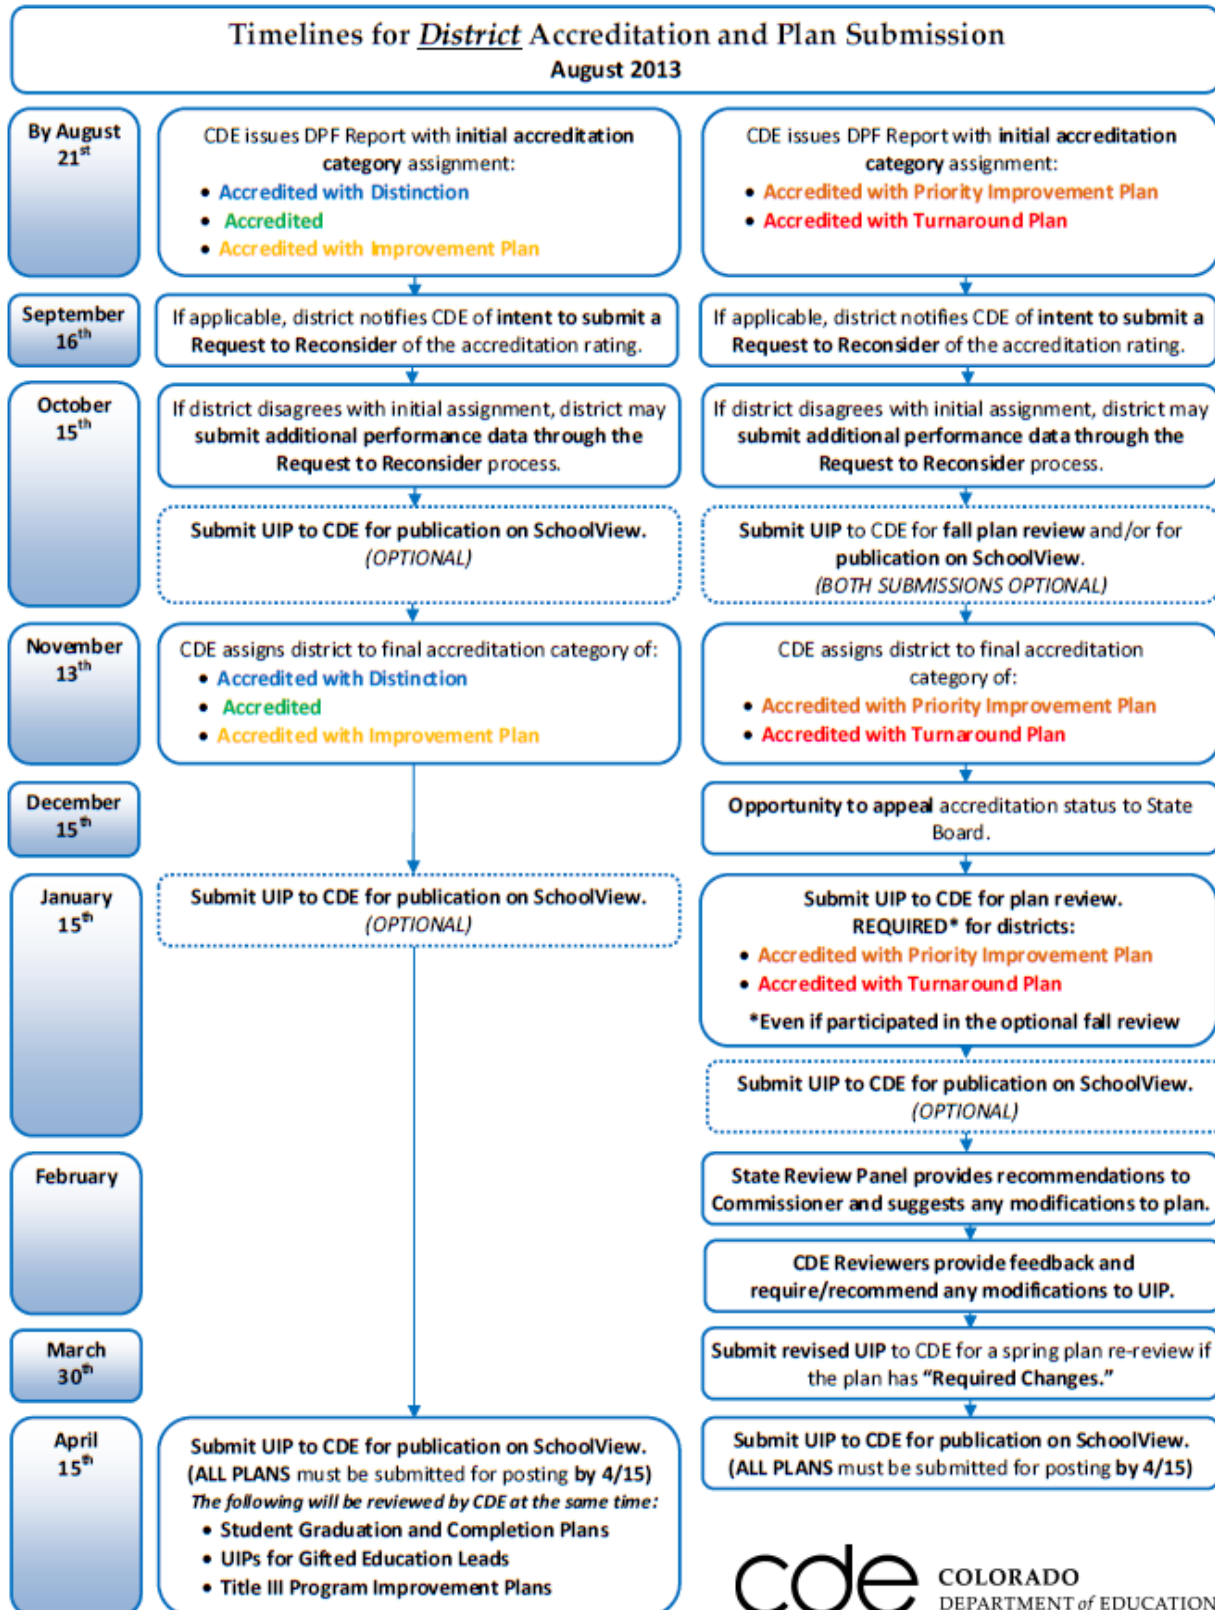 Timelines for District Accreditation and Plan Submission
August 2013
By August
21st
CDE issues DPF Report with initial accreditation
category assignment:
• Accredited with Distinction
• Accredited
• Accredited with Improvement Plan
CDE issues DPF Report with initial accreditation
category assignment:
• Accredited with Priority Improvement Plan
• Accredited with Turnaround Plan
September
16th
If applicable, district notifies CDE of intent to submit a
Request to Reconsider of the accreditation rating.
If applicable, district notifies CDE of intent to submit a
Request to Reconsider of the accreditation rating.
October
15th
If district disagrees with initial assignment, district may
submit additional performance data through the
Request to Reconsider process.
If district disagrees with initial assignment, district may
submit additional performance data through the
Request to Reconsider process.
Submit UIP to CDE for publication on SchoolView.
(OPTIONAL)
Submit UIP to CDE for fall plan review and/or for
publication on SchoolView.
(BOTH SUBMISSIONS OPTIONAL)
November
13th
CDE assigns district to final accreditation category of:
• Accredited with Distinction
• Accredited
• Accredited with Improvement Plan
CDE assigns district to final accreditation
category of:
• Accredited with Priority Improvement Plan
• Accredited with Turnaround Plan
December
15th
Opportunity to appeal accreditation status to State
Board.
January
15th
Submit UIP to CDE for publication on SchoolView.
(OPTIONAL)
Submit UIP to CDE for plan review.
REQUIRED* for districts:
• Accredited with Priority Improvement Plan
• Accredited with Turnaround Plan
*Even if participated in the optional fall review
Submit UIP to CDE for publication on SchoolView.
(OPTIONAL)
February
State Review Panel provides recommendations to
Commissioner and suggests any modifications to plan.
CDE Reviewers provide feedback and
require/recommend any modifications to UIP.
March
30th
Submit revised UIP to CDE for a spring plan re-review if
the plan has “Required Changes.”
April
15th
Submit UIP to CDE for publication on SchoolView.
(ALL PLANS must be submitted for posting by 4/15)
The following will be reviewed by CDE at the same time:
• Student Graduation and Completion Plans
• UIPs for Gifted Education Leads
• Title III Program Improvement Plans
Submit UIP to CDE for publication on SchoolView.
(ALL PLANS must be submitted for posting by 4/15)
cde
COLORADO
DEPARTMENT of EDUCATION